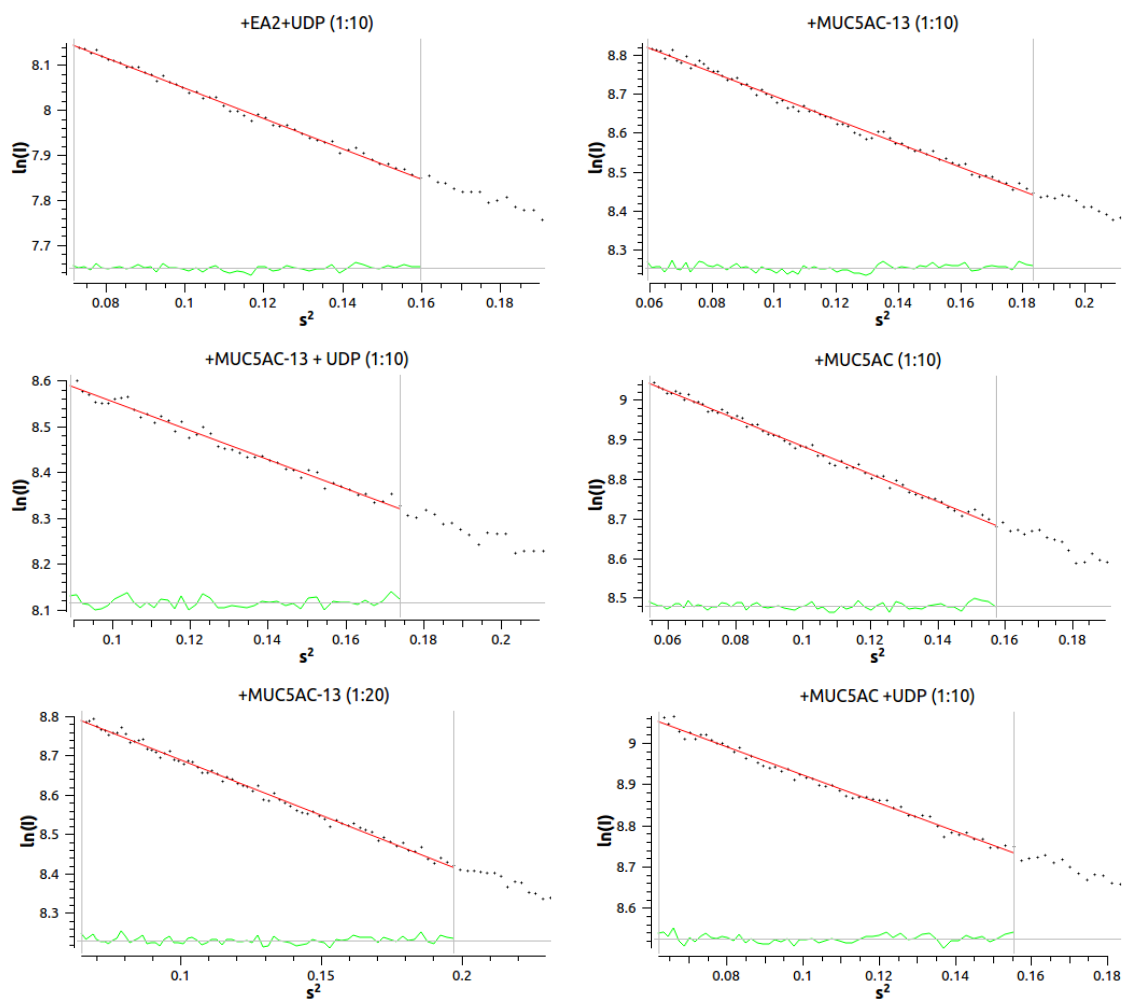 +EA2+UDP (1:10)
8.1
8
7.9
7.8
7.7
ln(I)
0.08 0.1 0.12 0.14 0.16 0.18
s²
+MUC5AC-13 (1:10)
8.8
8.7
8.6
8.5
8.4
8.3
ln(I)
0.06 0.08 0.1 0.12 0.14 0.16 0.18 0.2
s²
+MUC5AC-13 + UDP (1:10)
8.6
8.5
8.4
8.3
8.2
8.1
ln(I)
0.1 0.12 0.14 0.16 0.18 0.2
s²
+MUC5AC (1:10)
9
8.9
8.8
8.7
8.6
8.5
ln(I)
0.06 0.08 0.1 0.12 0.14 0.16 0.18
s²
+MUC5AC-13 (1:20)
8.8
8.7
8.6
8.5
8.4
8.3
ln(I)
0.1 0.15 0.2
s²
+MUC5AC +UDP (1:10)
9
8.9
8.8
8.7
8.6
ln(I)
0.08 0.1 0.12 0.14 0.16 0.18
s²